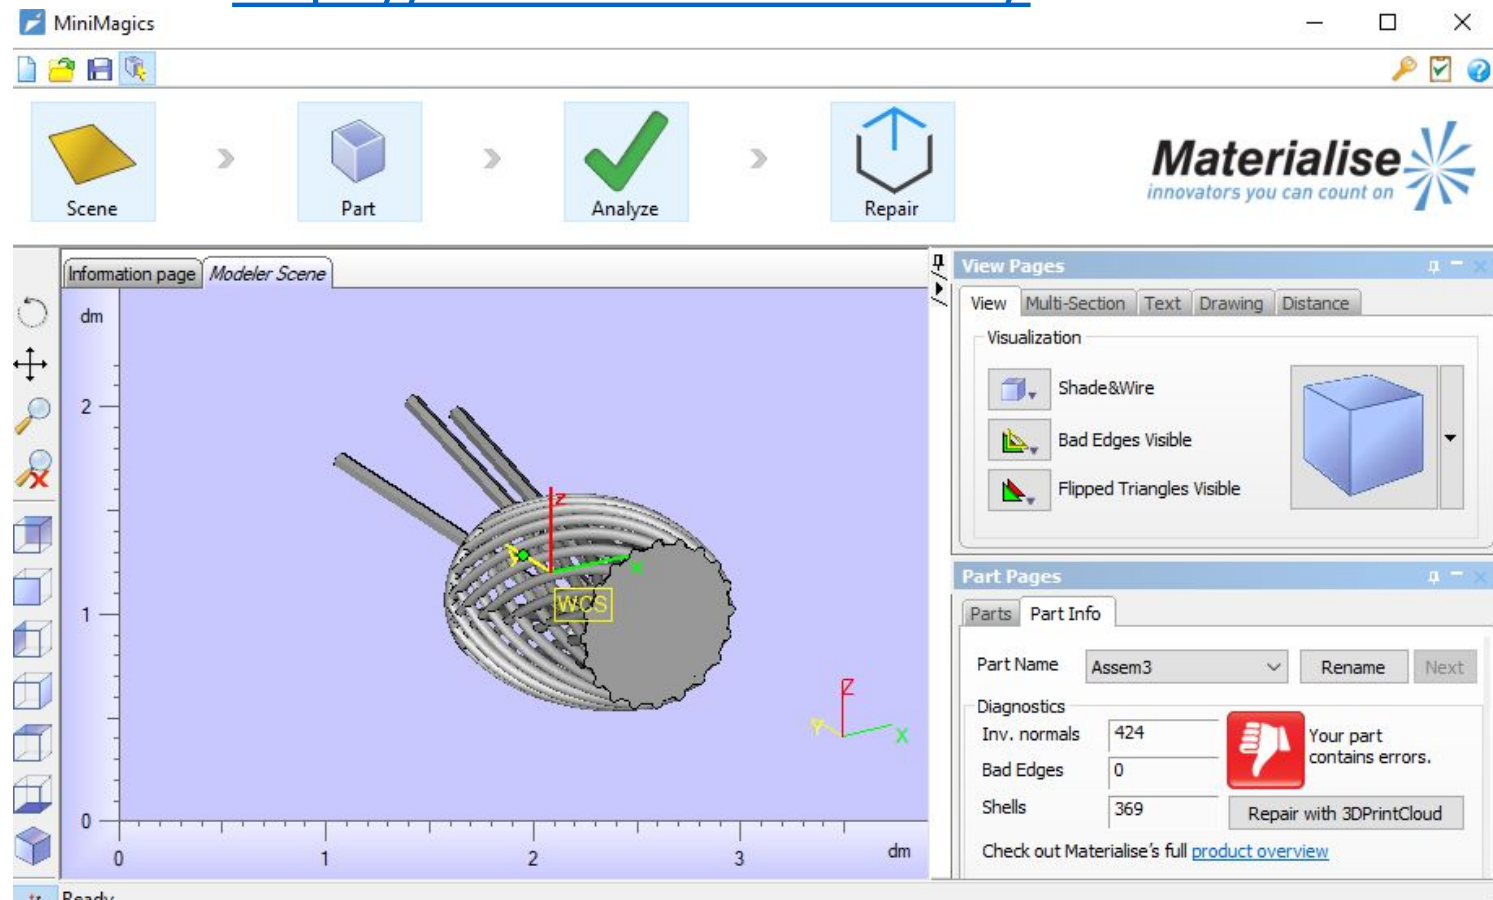 MiniMagics
Scene
Part
Analyze
Repair
Materialise
innovators you can count on
Information page
Modeler Scene
dm
2
1
0
0
1
2
3
dm
Z
Y
X
WCS
Z
Y
X
View Pages
View Multi-Section Text Drawing Distance
Visualization
Shade&Wire
Bad Edges Visible
Flipped Triangles Visible
Part Pages
Parts Part Info
Part Name Assem3 Rename Next
Diagnostics
Inv. normals 424
Bad Edges 0
Shells 369
Your part
contains errors.
Repair with 3DPrintCloud
Check out Materialise's full product overview
Ready